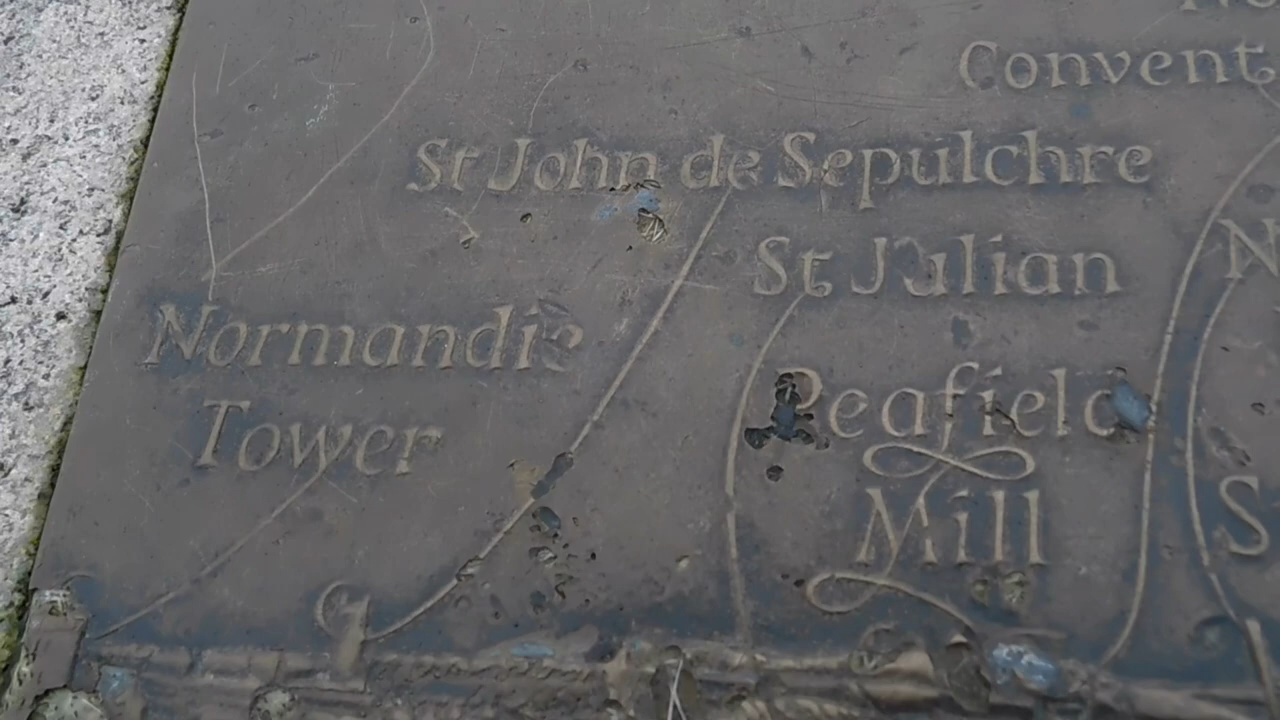 Convent
St John de Sepulchre
St Julian
Normandie
Tower
Peafield
Mill